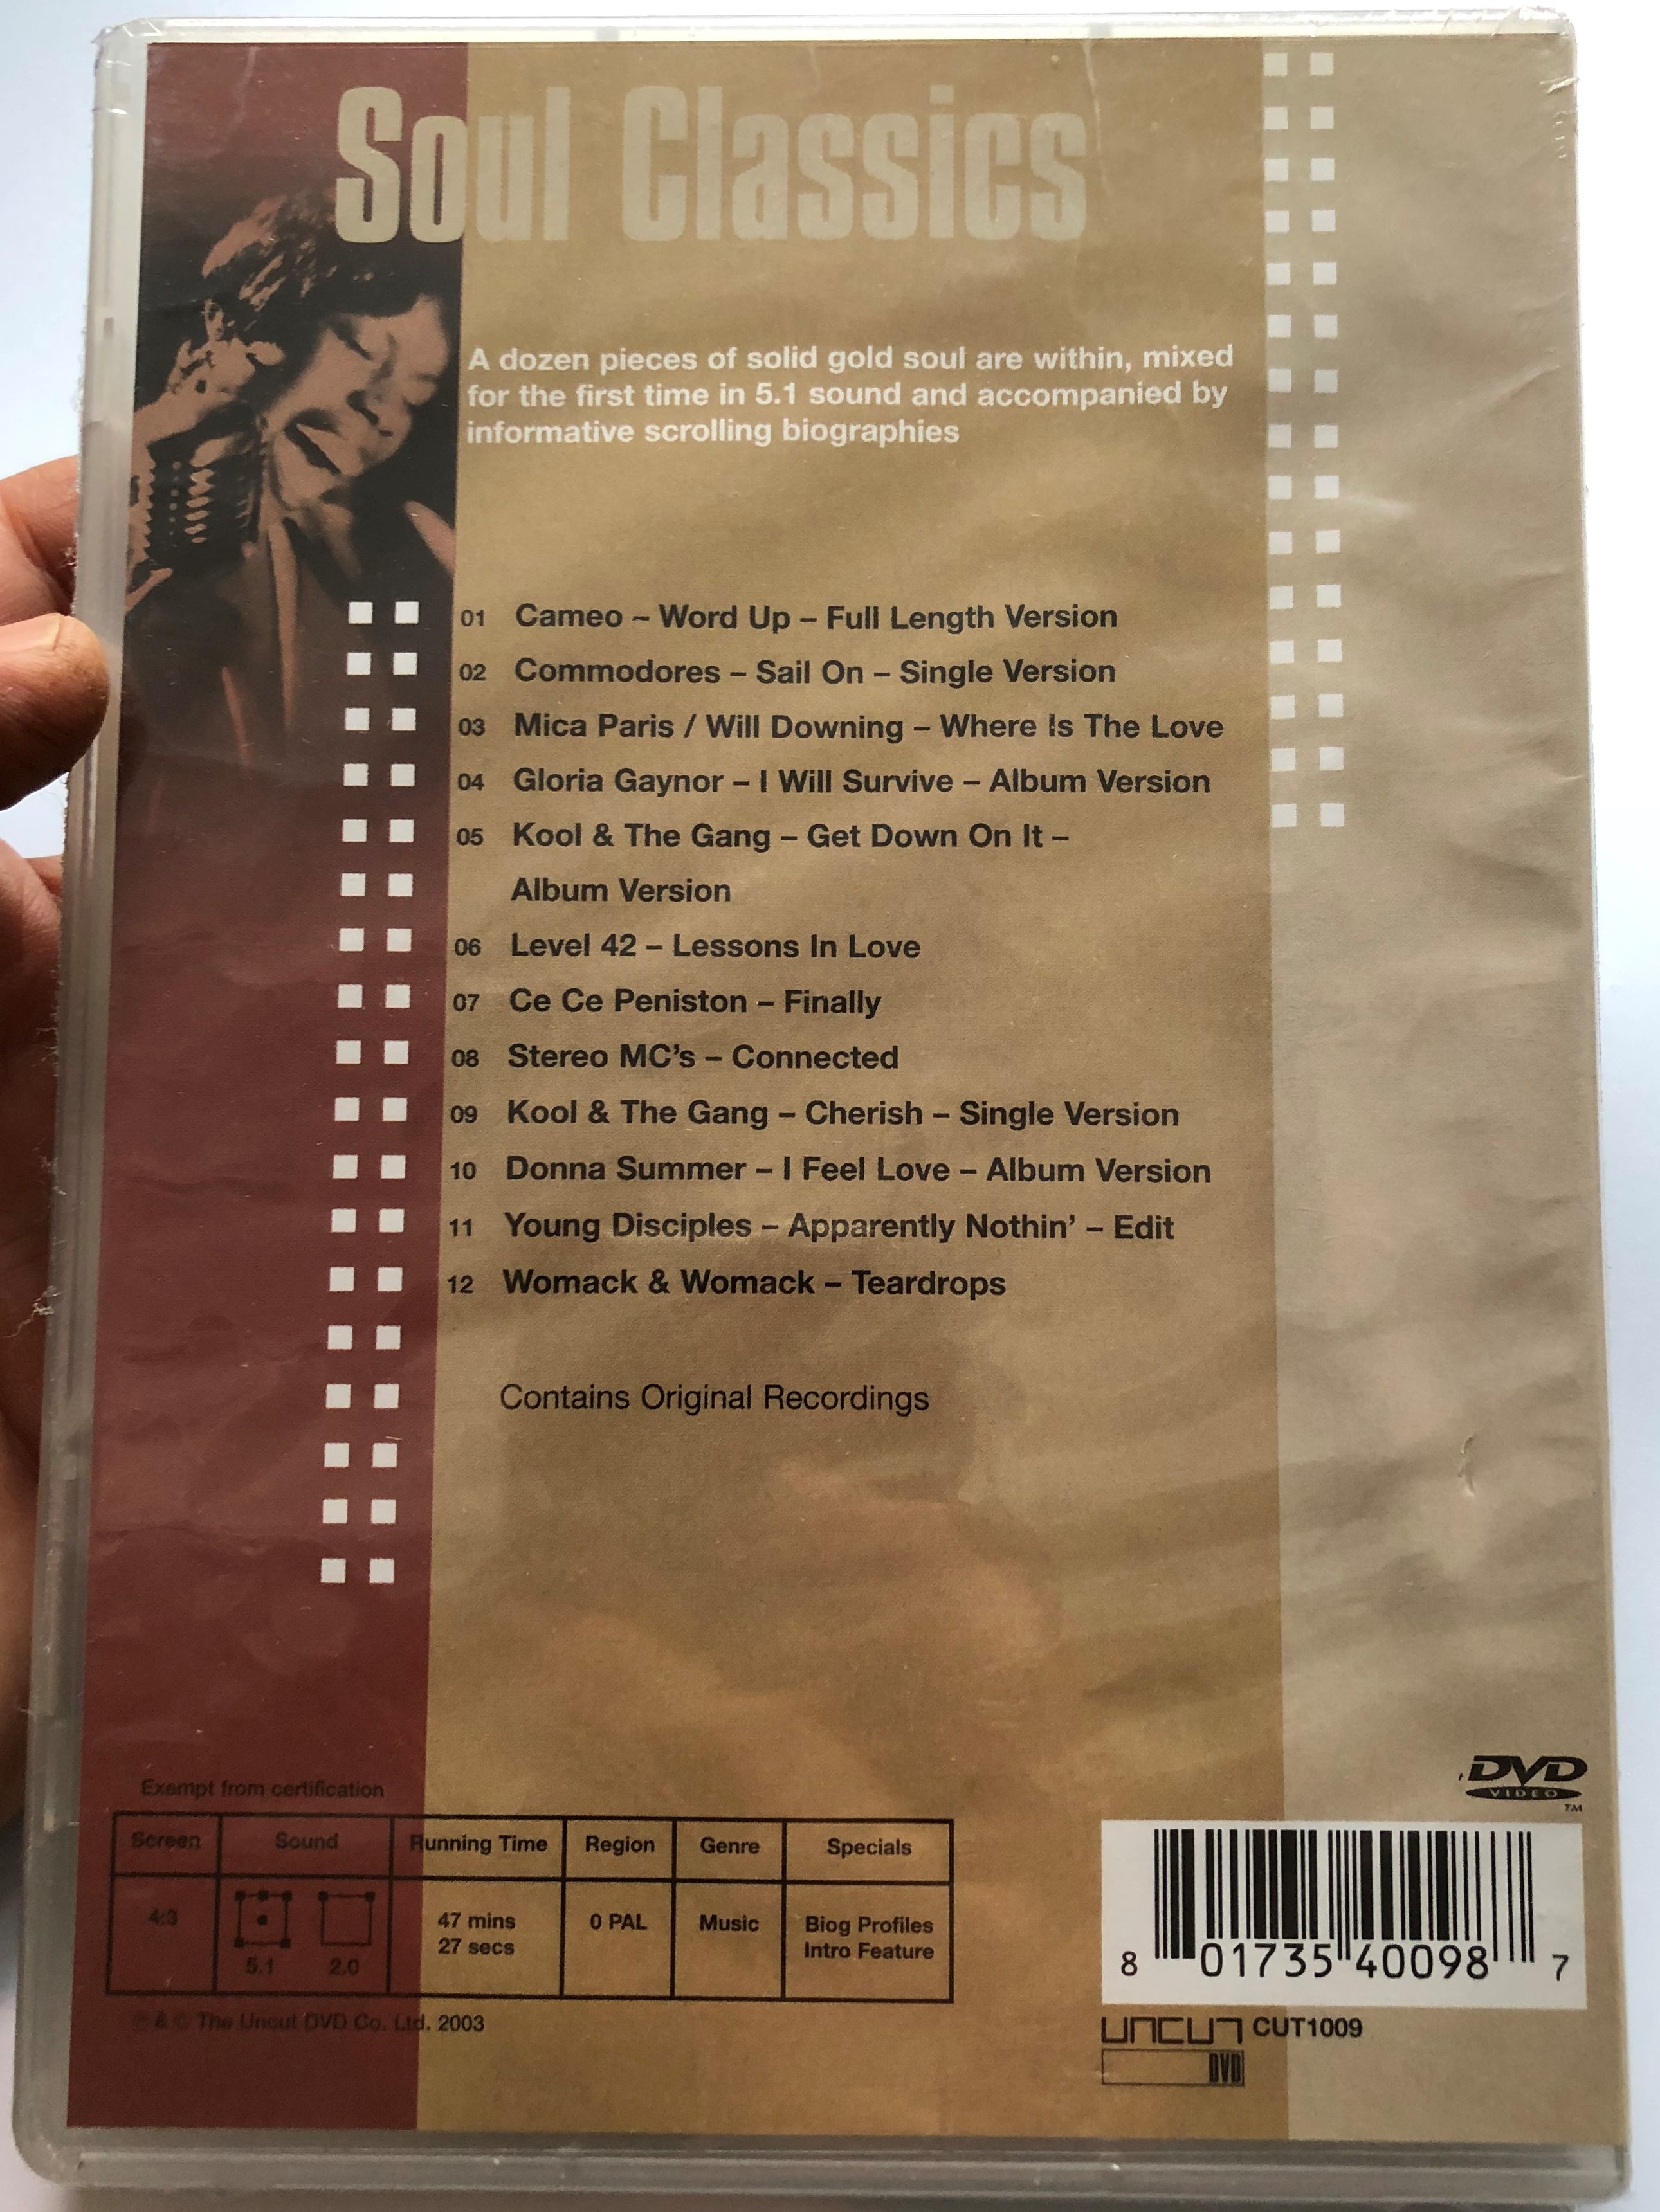 Soul Classics
A dozen pieces of solid gold soul are within, mixed
for the first time in 5.1 sound and accompanied by
informative scrolling biographies
01 Cameo – Word Up – Full Length Version
02 Commodores – Sail On – Single Version
03 Mica Paris / Will Downing – Where Is The Love
04 Gloria Gaynor – I Will Survive – Album Version
05 Kool & The Gang – Get Down On It –
Album Version
06 Level 42 – Lessons In Love
07 Ce Ce Peniston – Finally
08 Stereo MC's – Connected
09 Kool & The Gang – Cherish – Single Version
10 Donna Summer – I Feel Love – Album Version
11 Young Disciples – Apparently Nothin' – Edit
12 Womack & Womack – Teardrops
Contains Original Recordings
Exempt from certification
Screen Sound Running Time Region Genre Specials
4:3 5.1 2.0 47 mins 0 PAL Music Biog Profiles
27 secs Intro Feature
℗ & © The Uncut DVD Co. Ltd. 2003
DVD
VIDEO
TM
8 01735 40098 7
UNCUT CUT1009
DVD